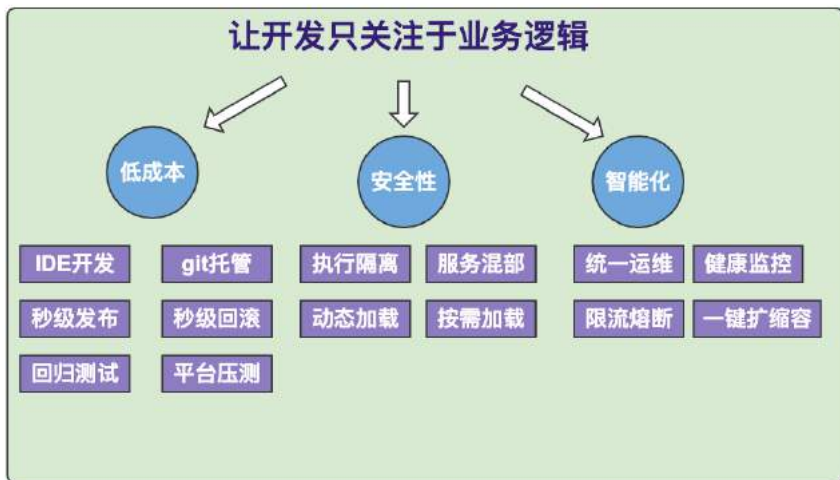 让开发只关注于业务逻辑
低成本
安全性
智能化
IDE开发
git托管
执行隔离
服务混部
统一运维
健康监控
秒级发布
秒级回滚
动态加载
按需加载
限流熔断
一键扩缩容
回归测试
平台压测